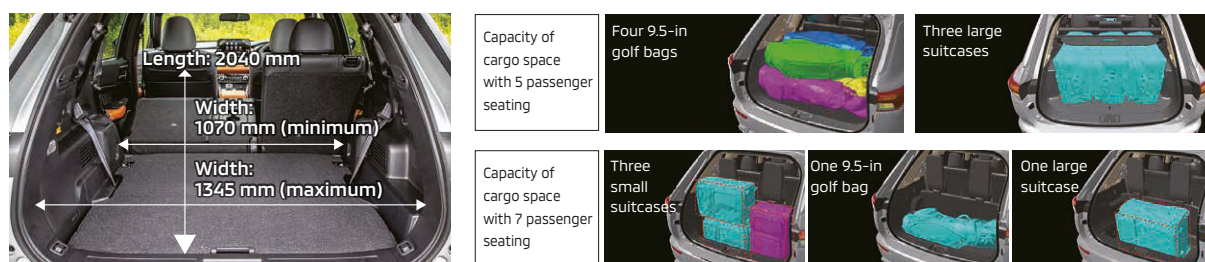 Length: 2040 mm
Width:
1070 mm (minimum)
Width:
1345 mm (maximum)
Capacity of
cargo space
with 5 passenger
seating
Four 9.5-in
golf bags
Three large
suitcases
Capacity of
cargo space
with 7 passenger
seating
Three
small
suitcases
One 9.5-in
golf bag
One large
suitcase